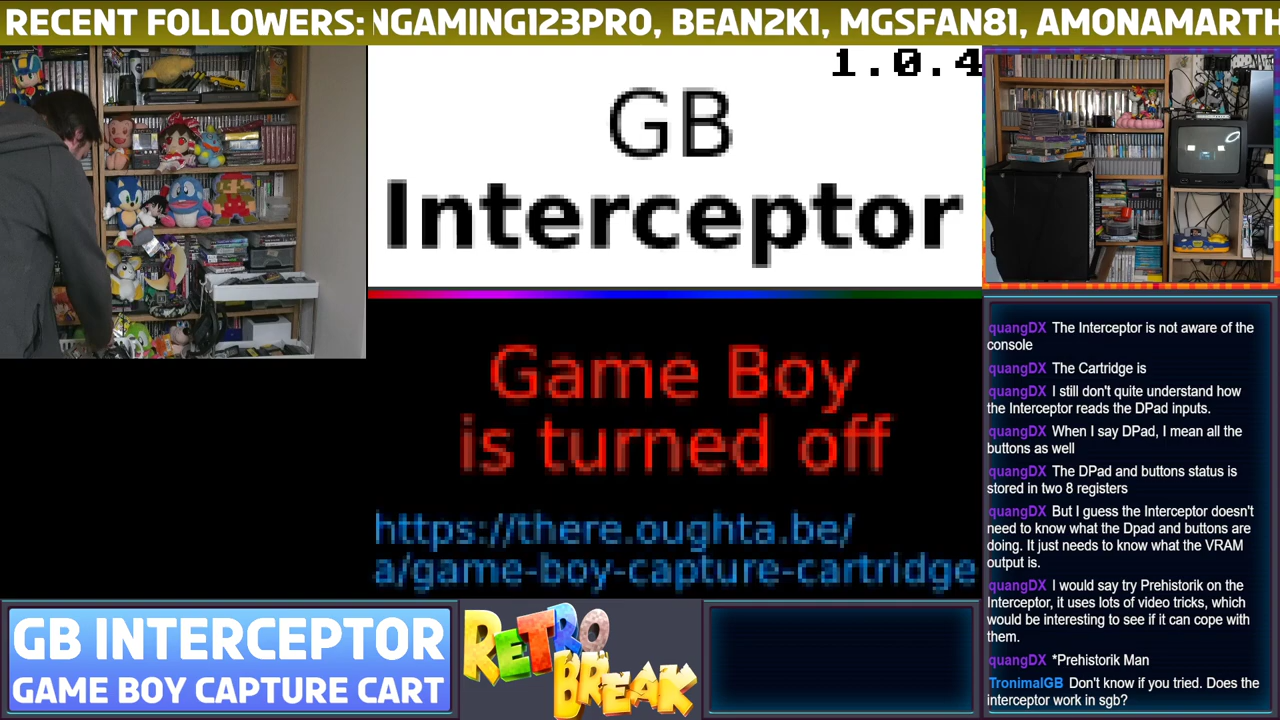 RECENT FOLLOWERS: NGAMING123PRO, BEAN2K1, MGSFAN81, AMONAMARTH
1.0.4
GB
Interceptor
Game Boy
is turned off
https://there.oughta.be/
a/game-boy-capture-cartridge
quangDX The Interceptor is not aware of the
console
quangDX The Cartridge is
quangDX I still don't quite understand how
the Interceptor reads the DPad inputs.
quangDX When I say DPad, I mean all the
buttons as well
quangDX The DPad and buttons status is
stored in two 8 registers
quangDX But I guess the Interceptor doesn't
need to know what the Dpad and buttons are
doing. It just needs to know what the VRAM
output is.
quangDX I would say try Prehistorik on the
Interceptor, it uses lots of video tricks, which
would be interesting to see if it can cope with
them.
quangDX *Prehistorik Man
TronimalGB Don't know if you tried. Does the
interceptor work in sgb?
GB INTERCEPTOR
GAME BOY CAPTURE CART
RETRO
BREAK